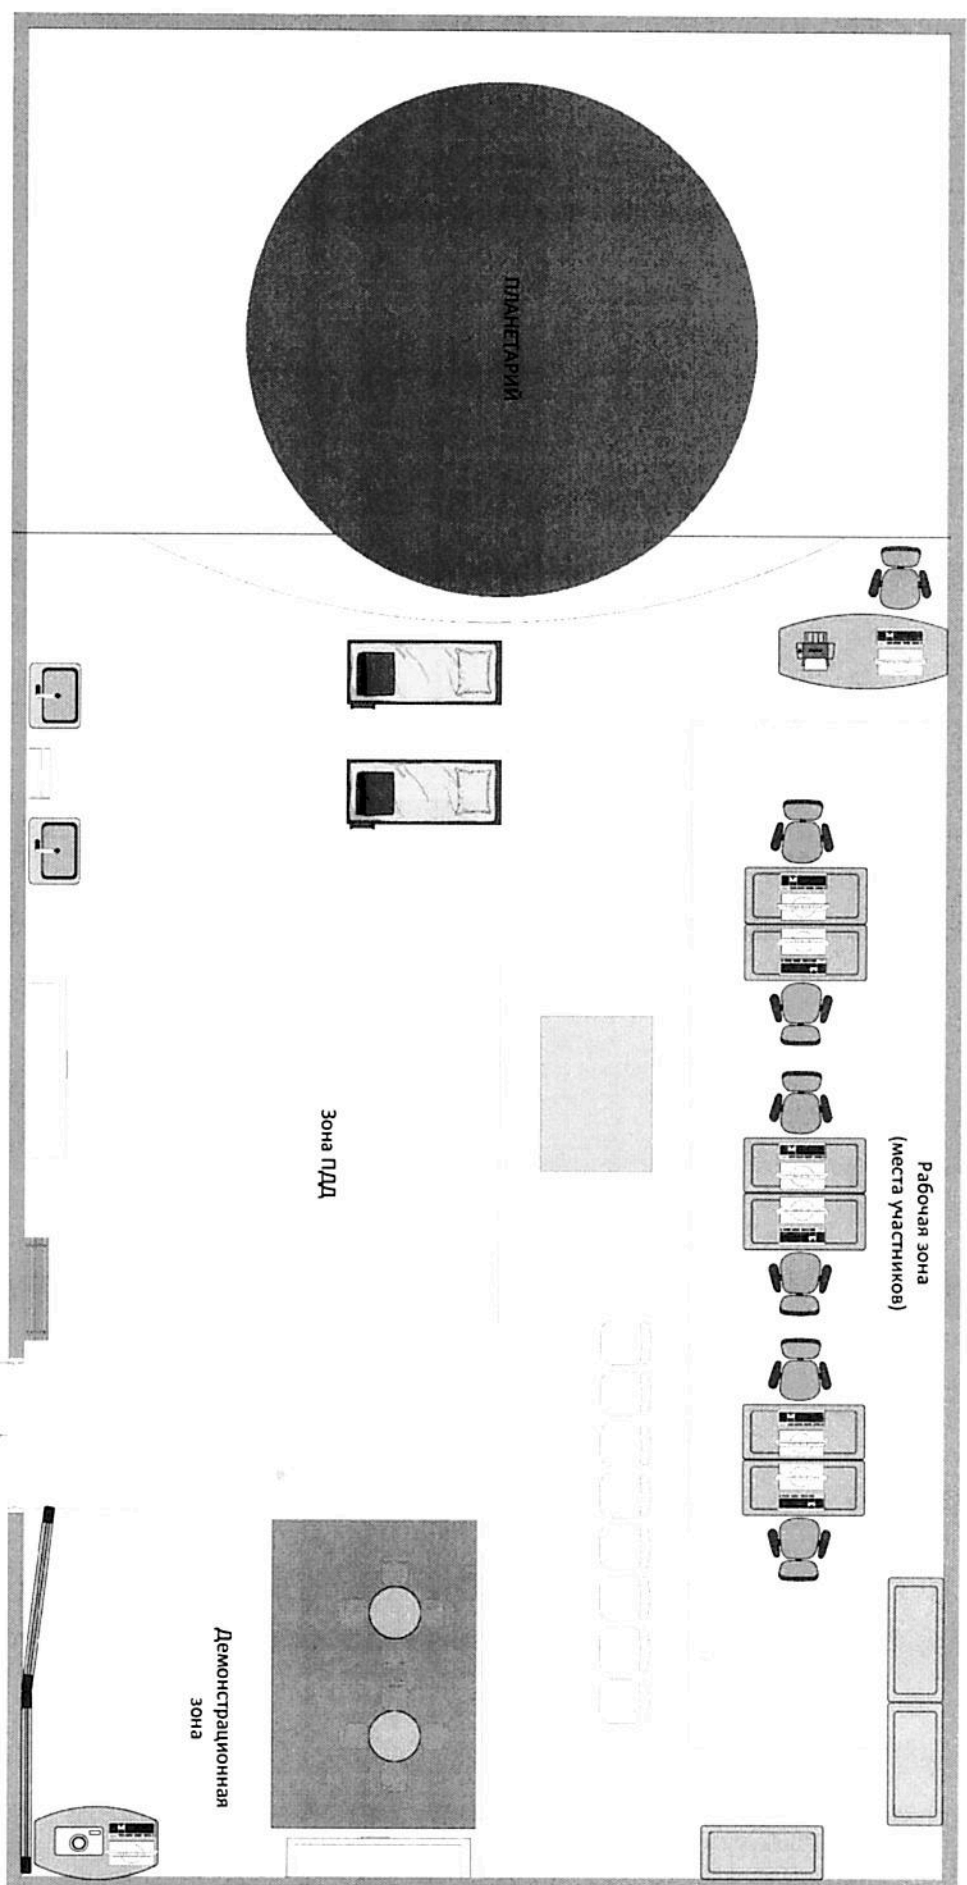 ПЛАНЕТАРИЙ
Рабочая зона
(места участников)
Зона ПДД
Демонстрационная
зона